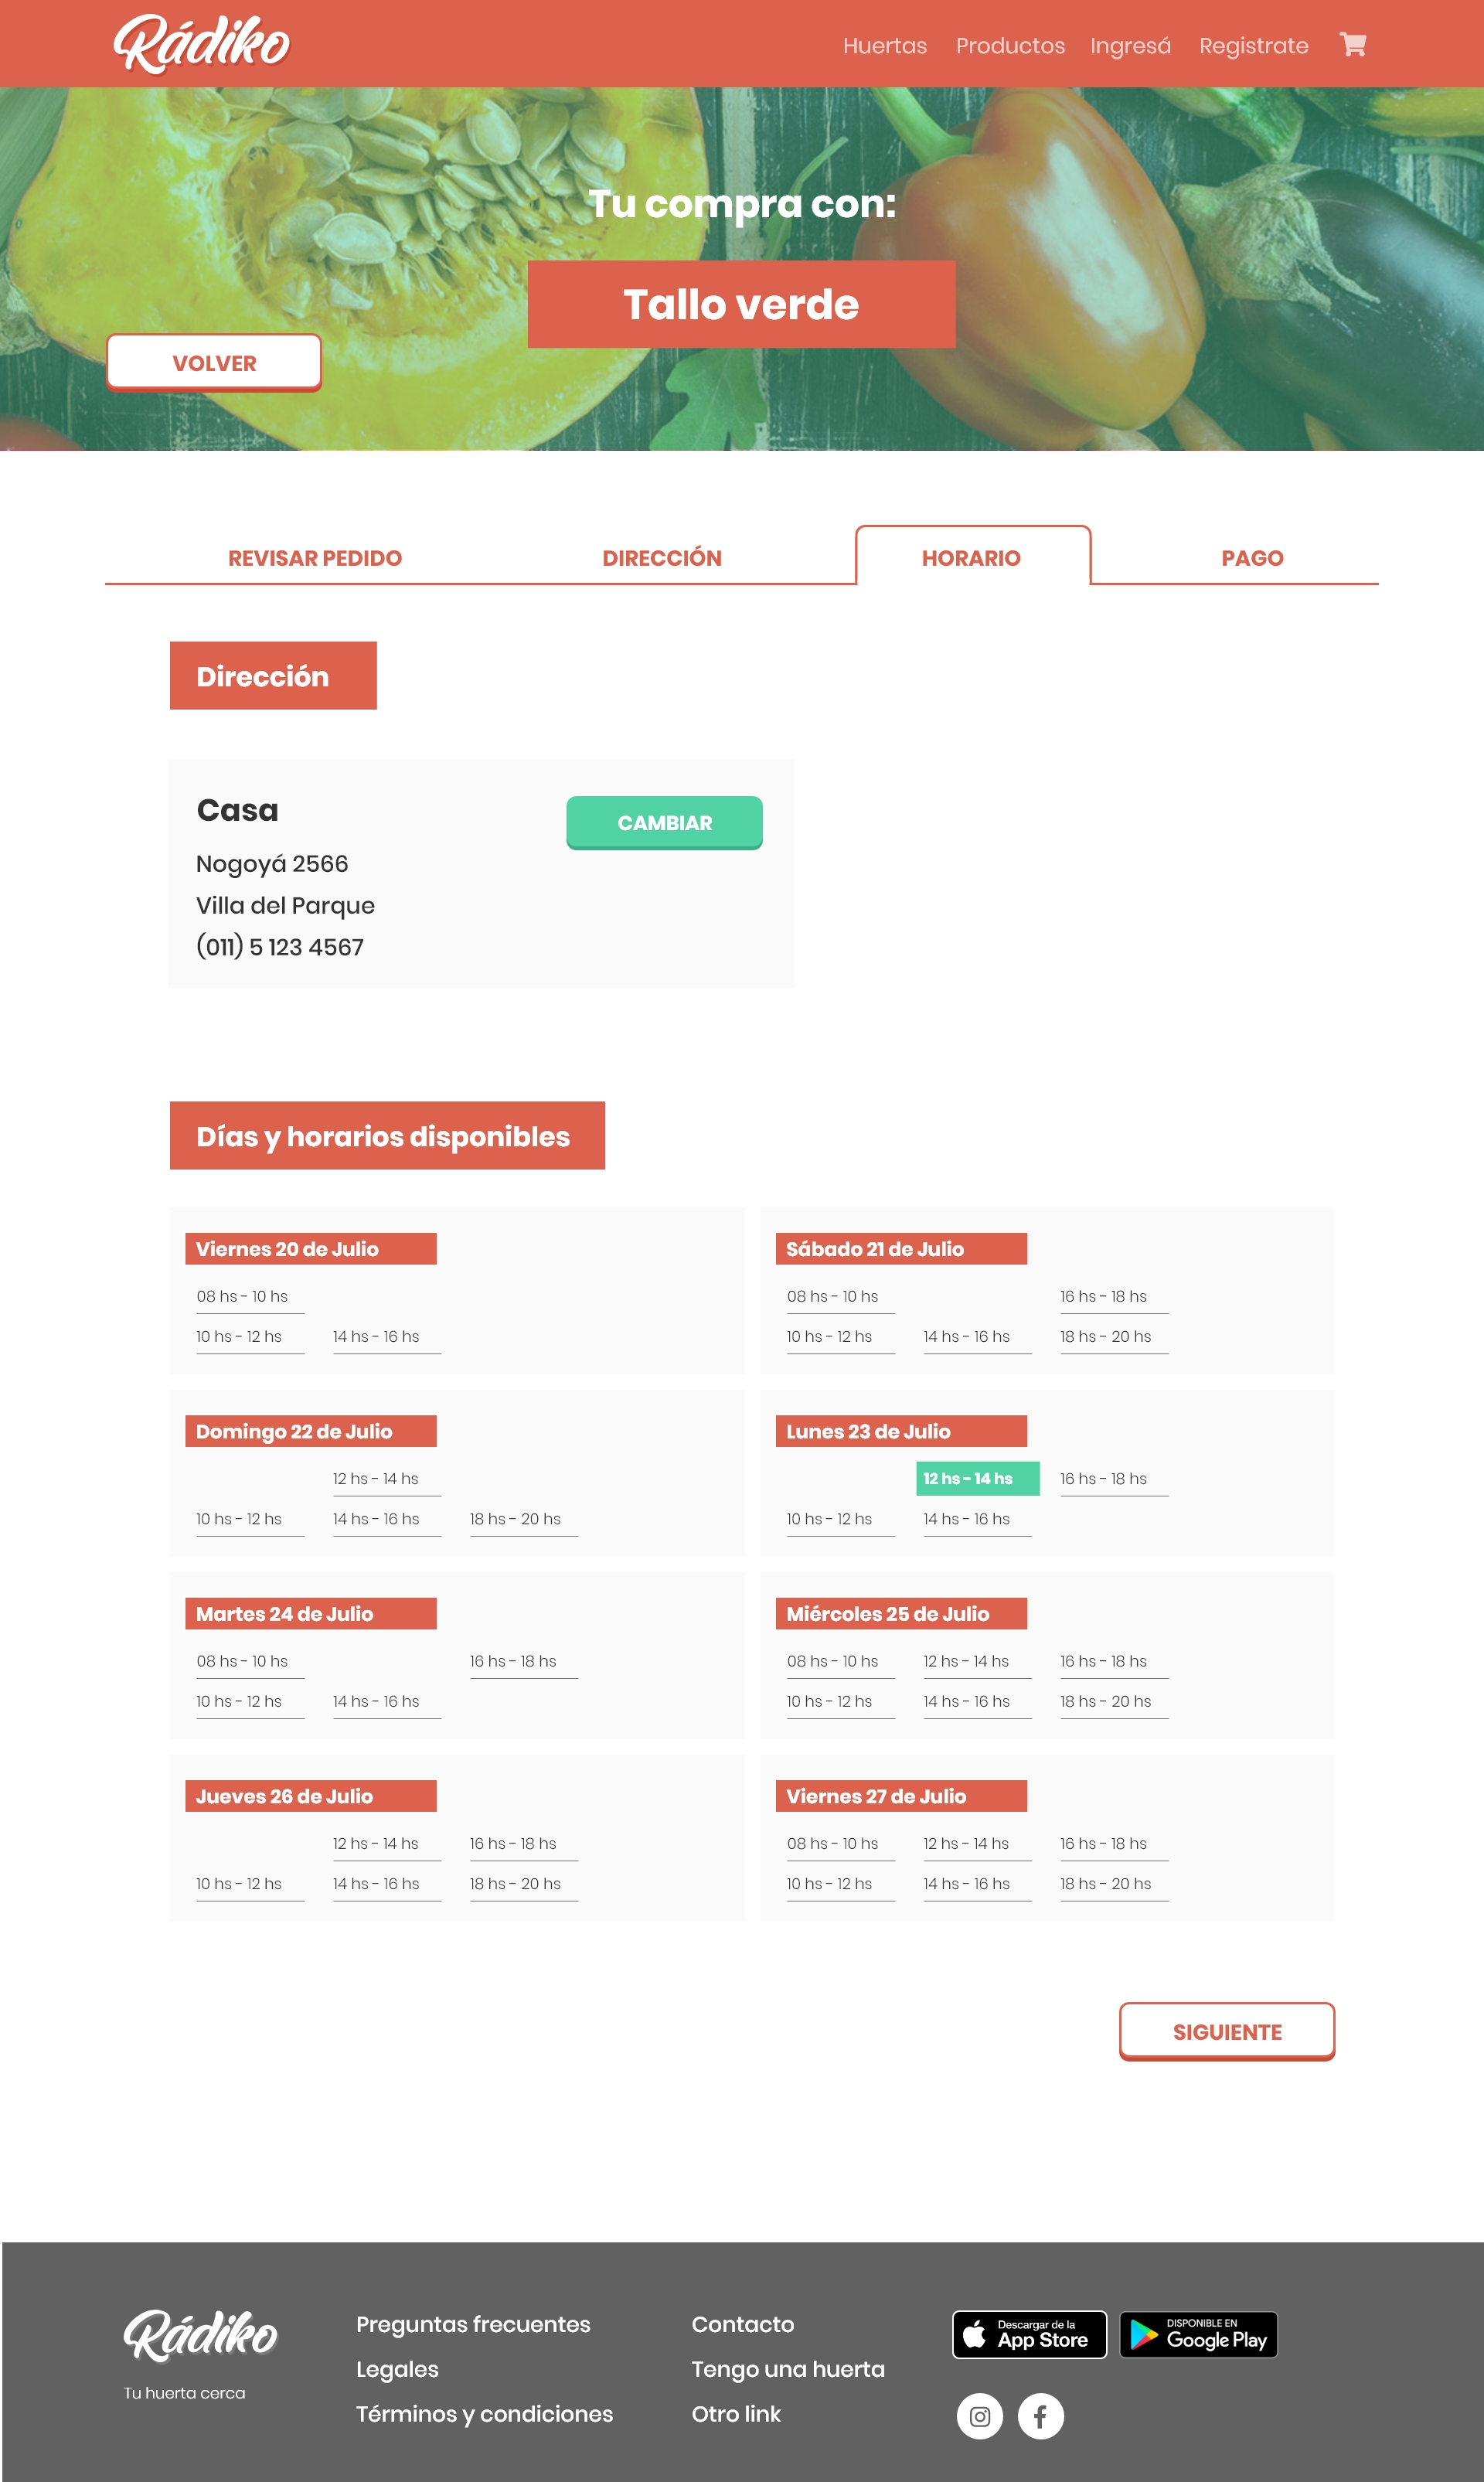 Rádiko
Huertas Productos Ingresá Registrate
Tu compra con:
Tallo verde
VOLVER
REVISAR PEDIDO DIRECCIÓN HORARIO PAGO
Dirección
Casa
CAMBIAR
Nogoyá 2566
Villa del Parque
(011) 5 123 4567
Días y horarios disponibles
Viernes 20 de Julio
08 hs - 10 hs
10 hs - 12 hs 14 hs - 16 hs
Sábado 21 de Julio
08 hs - 10 hs 16 hs - 18 hs
10 hs - 12 hs 14 hs - 16 hs 18 hs - 20 hs
Domingo 22 de Julio
12 hs - 14 hs
10 hs - 12 hs 14 hs - 16 hs 18 hs - 20 hs
Lunes 23 de Julio
12 hs - 14 hs 16 hs - 18 hs
10 hs - 12 hs 14 hs - 16 hs
Martes 24 de Julio
08 hs - 10 hs 16 hs - 18 hs
10 hs - 12 hs 14 hs - 16 hs
Miércoles 25 de Julio
08 hs - 10 hs 12 hs - 14 hs 16 hs - 18 hs
10 hs - 12 hs 14 hs - 16 hs 18 hs - 20 hs
Jueves 26 de Julio
12 hs - 14 hs 16 hs - 18 hs
10 hs - 12 hs 14 hs - 16 hs 18 hs - 20 hs
Viernes 27 de Julio
08 hs - 10 hs 12 hs - 14 hs 16 hs - 18 hs
10 hs - 12 hs 14 hs - 16 hs 18 hs - 20 hs
SIGUIENTE
Rádiko
Tu huerta cerca
Preguntas frecuentes
Legales
Términos y condiciones
Contacto
Tengo una huerta
Otro link
Descargar de la
App Store
DISPONIBLE EN
Google Play